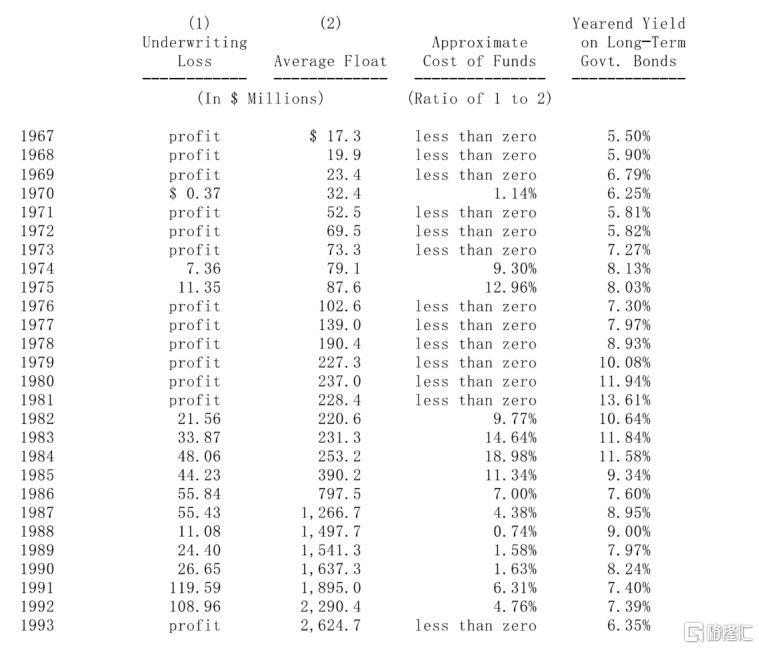 (1) (2) Yearend Yield
Underwriting Approximate on Long-Term
Loss Average Float Cost of Funds Govt. Bonds
(In $ Millions) (Ratio of 1 to 2)
1967 profit $ 17.3 less than zero 5.50%
1968 profit 19.9 less than zero 5.90%
1969 profit 23.4 less than zero 6.79%
1970 $ 0.37 32.4 1.14% 6.25%
1971 profit 52.5 less than zero 5.81%
1972 profit 69.5 less than zero 5.82%
1973 profit 73.3 less than zero 7.27%
1974 7.36 79.1 9.30% 8.13%
1975 11.35 87.6 12.96% 8.03%
1976 profit 102.6 less than zero 7.30%
1977 profit 139.0 less than zero 7.97%
1978 profit 190.4 less than zero 8.93%
1979 profit 227.3 less than zero 10.08%
1980 profit 237.0 less than zero 11.94%
1981 profit 228.4 less than zero 13.61%
1982 21.56 220.6 9.77% 10.64%
1983 33.87 231.3 14.64% 11.84%
1984 48.06 253.2 18.98% 11.58%
1985 44.23 390.2 11.34% 9.34%
1986 55.84 797.5 7.00% 7.60%
1987 55.43 1,266.7 4.38% 8.95%
1988 11.08 1,497.7 0.74% 9.00%
1989 24.40 1,541.3 1.58% 7.97%
1990 26.65 1,637.3 1.63% 8.24%
1991 119.59 1,895.0 6.31% 7.40%
1992 108.96 2,290.4 4.76% 7.39%
1993 profit 2,624.7 less than zero 6.35%
格隆汇